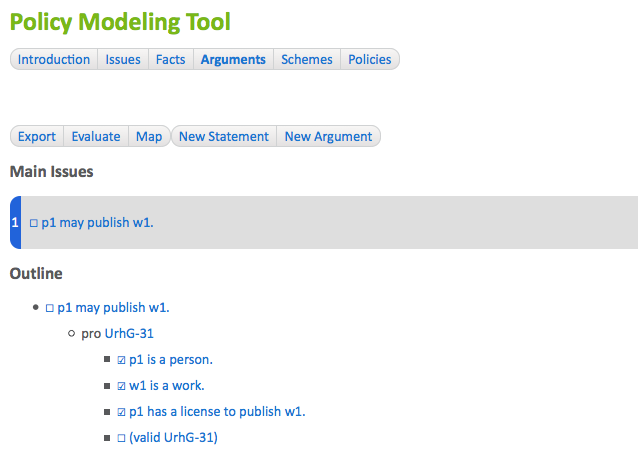 Policy Modeling Tool
Introduction Issues Facts Arguments Schemes Policies
Export Evaluate Map New Statement New Argument
Main Issues
1 ☐ p1 may publish w1.
Outline
• ☐ p1 may publish w1.
○ pro UrhG-31
▪ ☑ p1 is a person.
▪ ☑ w1 is a work.
▪ ☑ p1 has a license to publish w1.
▪ ☐ (valid UrhG-31)